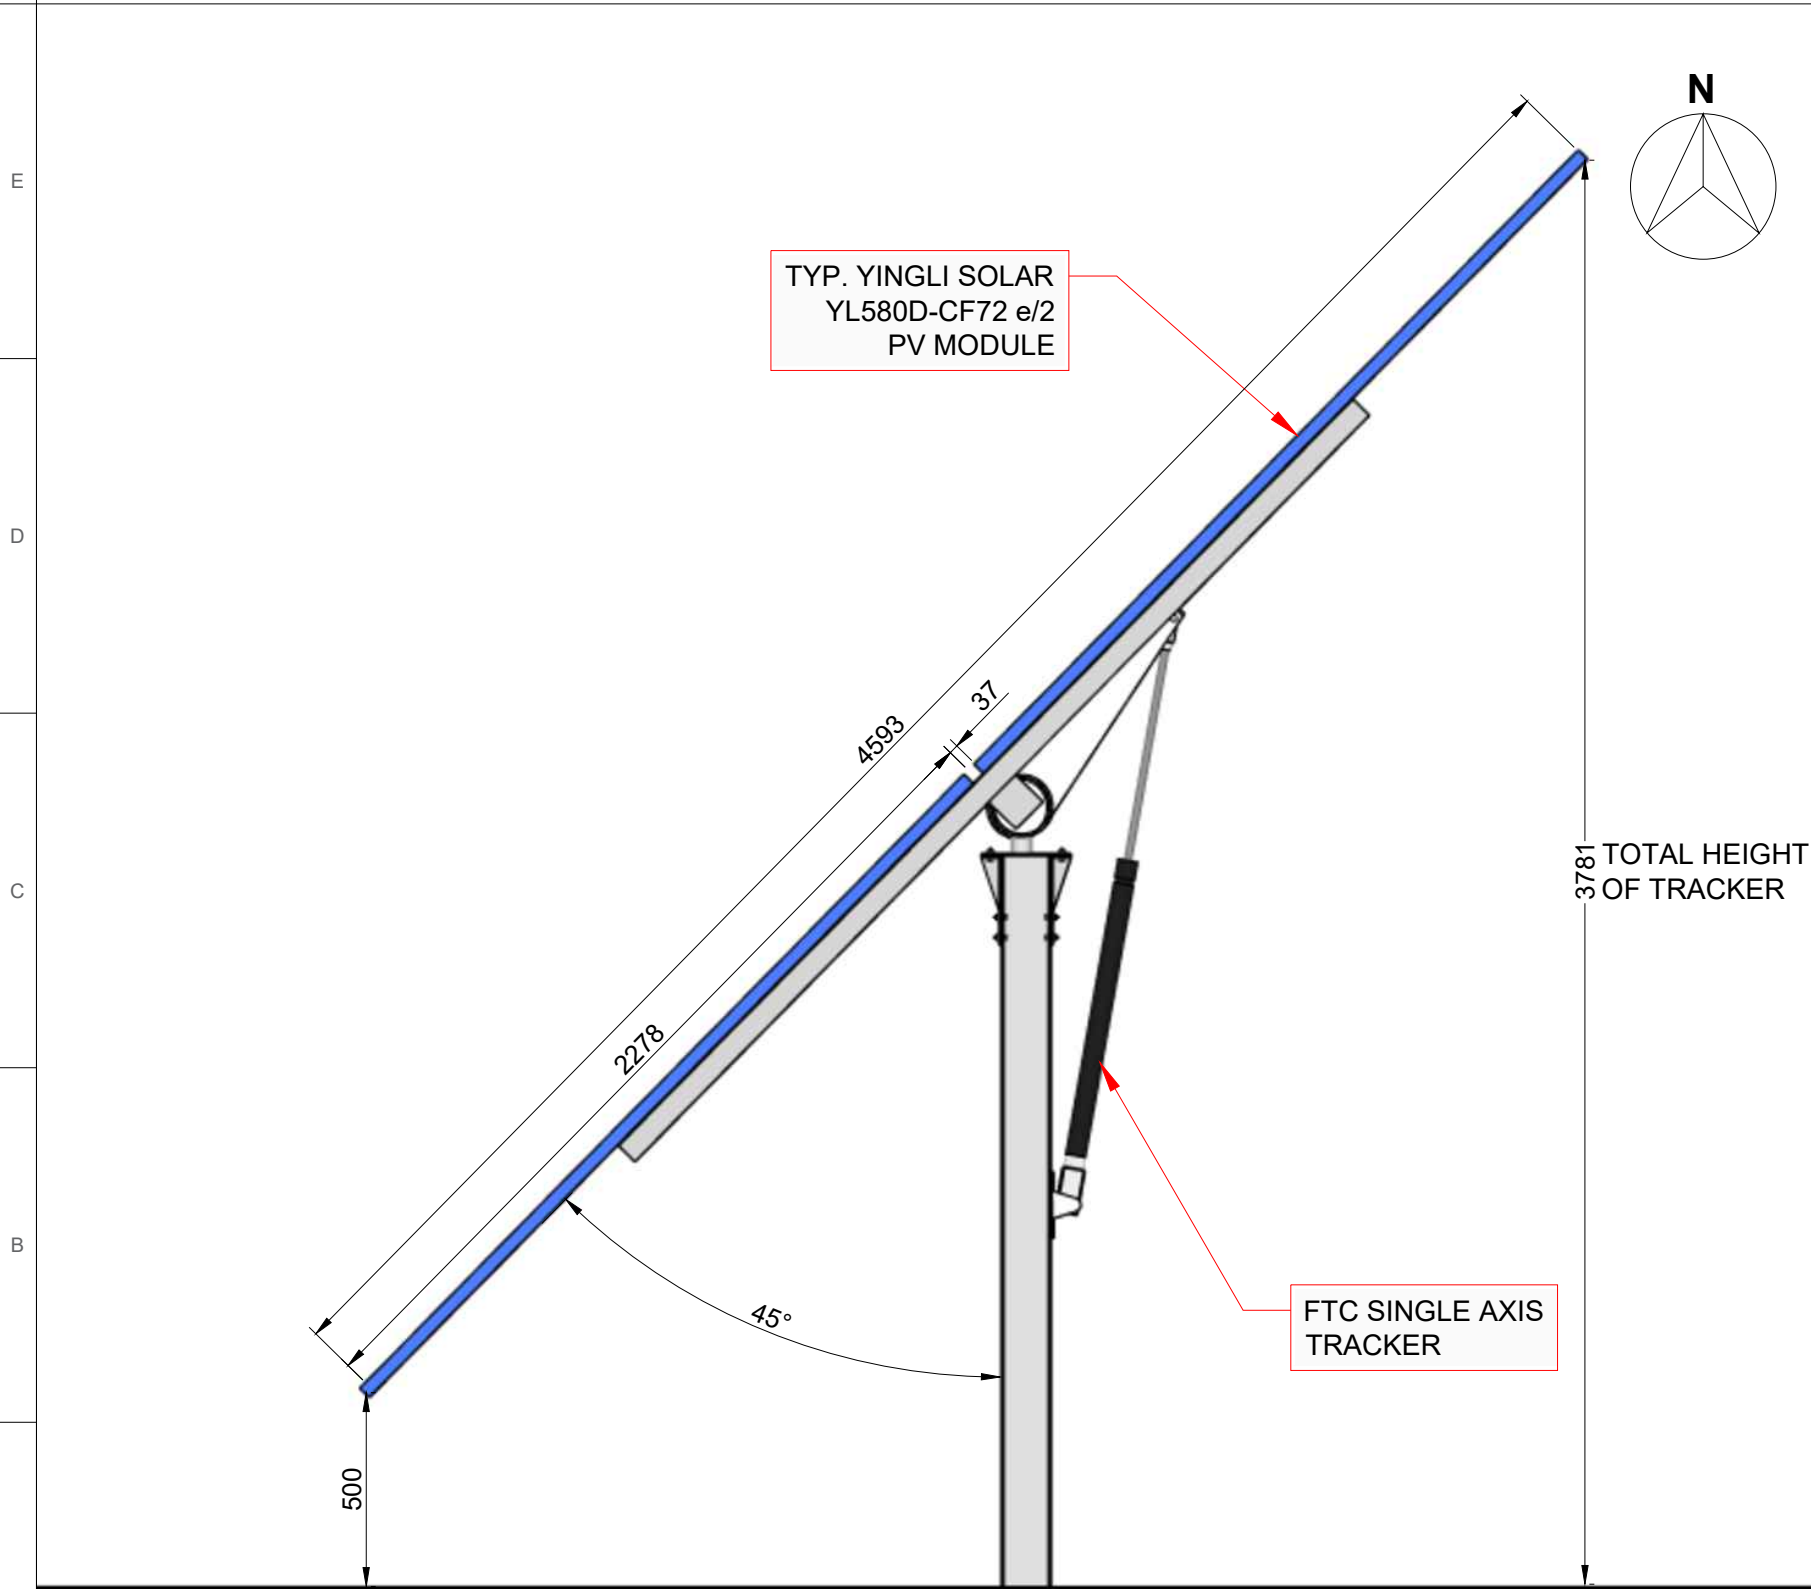 N
E
TYP. YINGLI SOLAR
YL580D-CF72 e/2
PV MODULE
D
37
4593
C
3781
TOTAL HEIGHT
OF TRACKER
2278
B
45°
FTC SINGLE AXIS
TRACKER
500